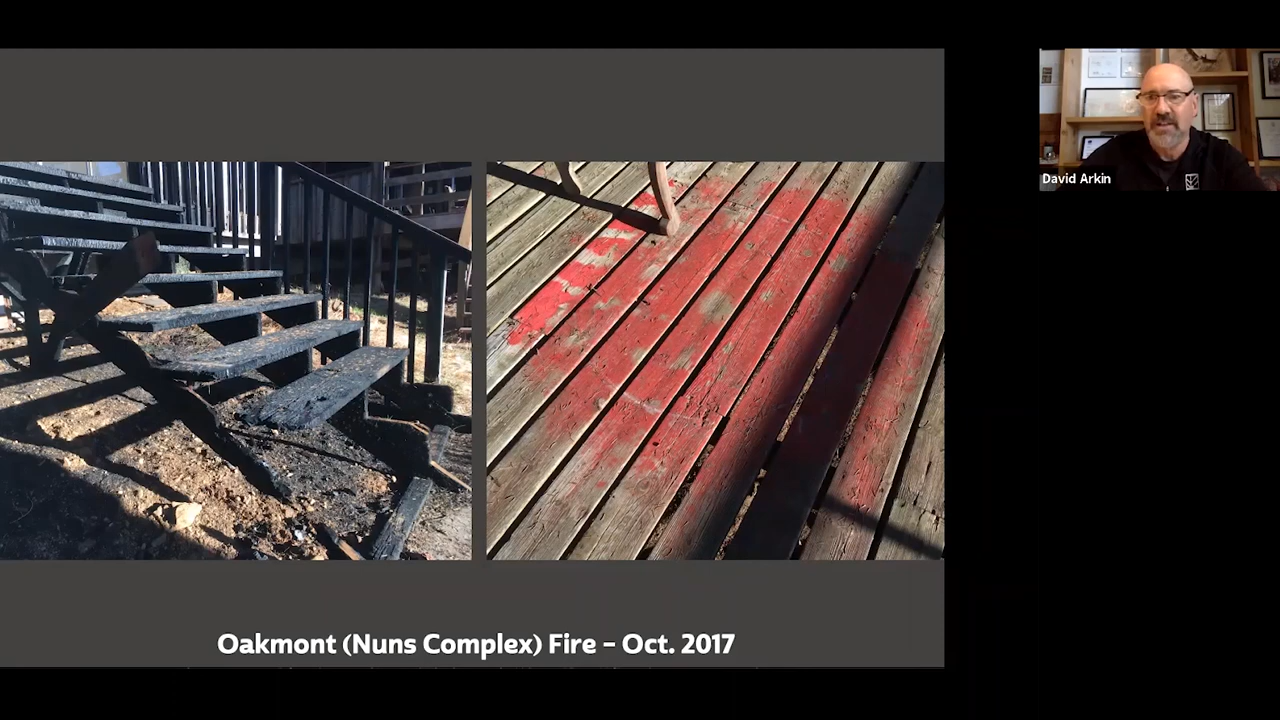 David Arkin
Oakmont (Nuns Complex) Fire – Oct. 2017